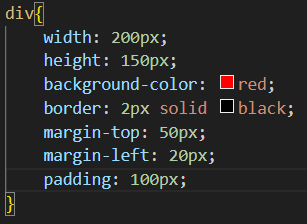 div{
width: 200px;
height: 150px;
background-color: red;
border: 2px solid black;
margin-top: 50px;
margin-left: 20px;
padding: 100px;
}